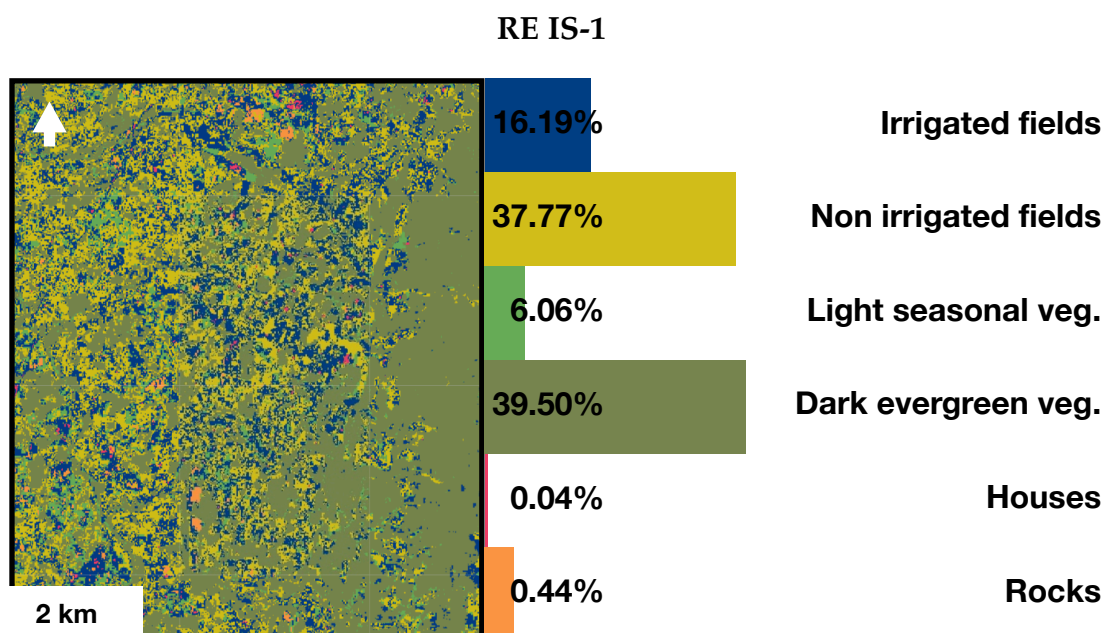 RE IS-1
16.19% Irrigated fields
37.77% Non irrigated fields
6.06% Light seasonal veg.
39.50% Dark evergreen veg.
0.04% Houses
0.44% Rocks
2 km